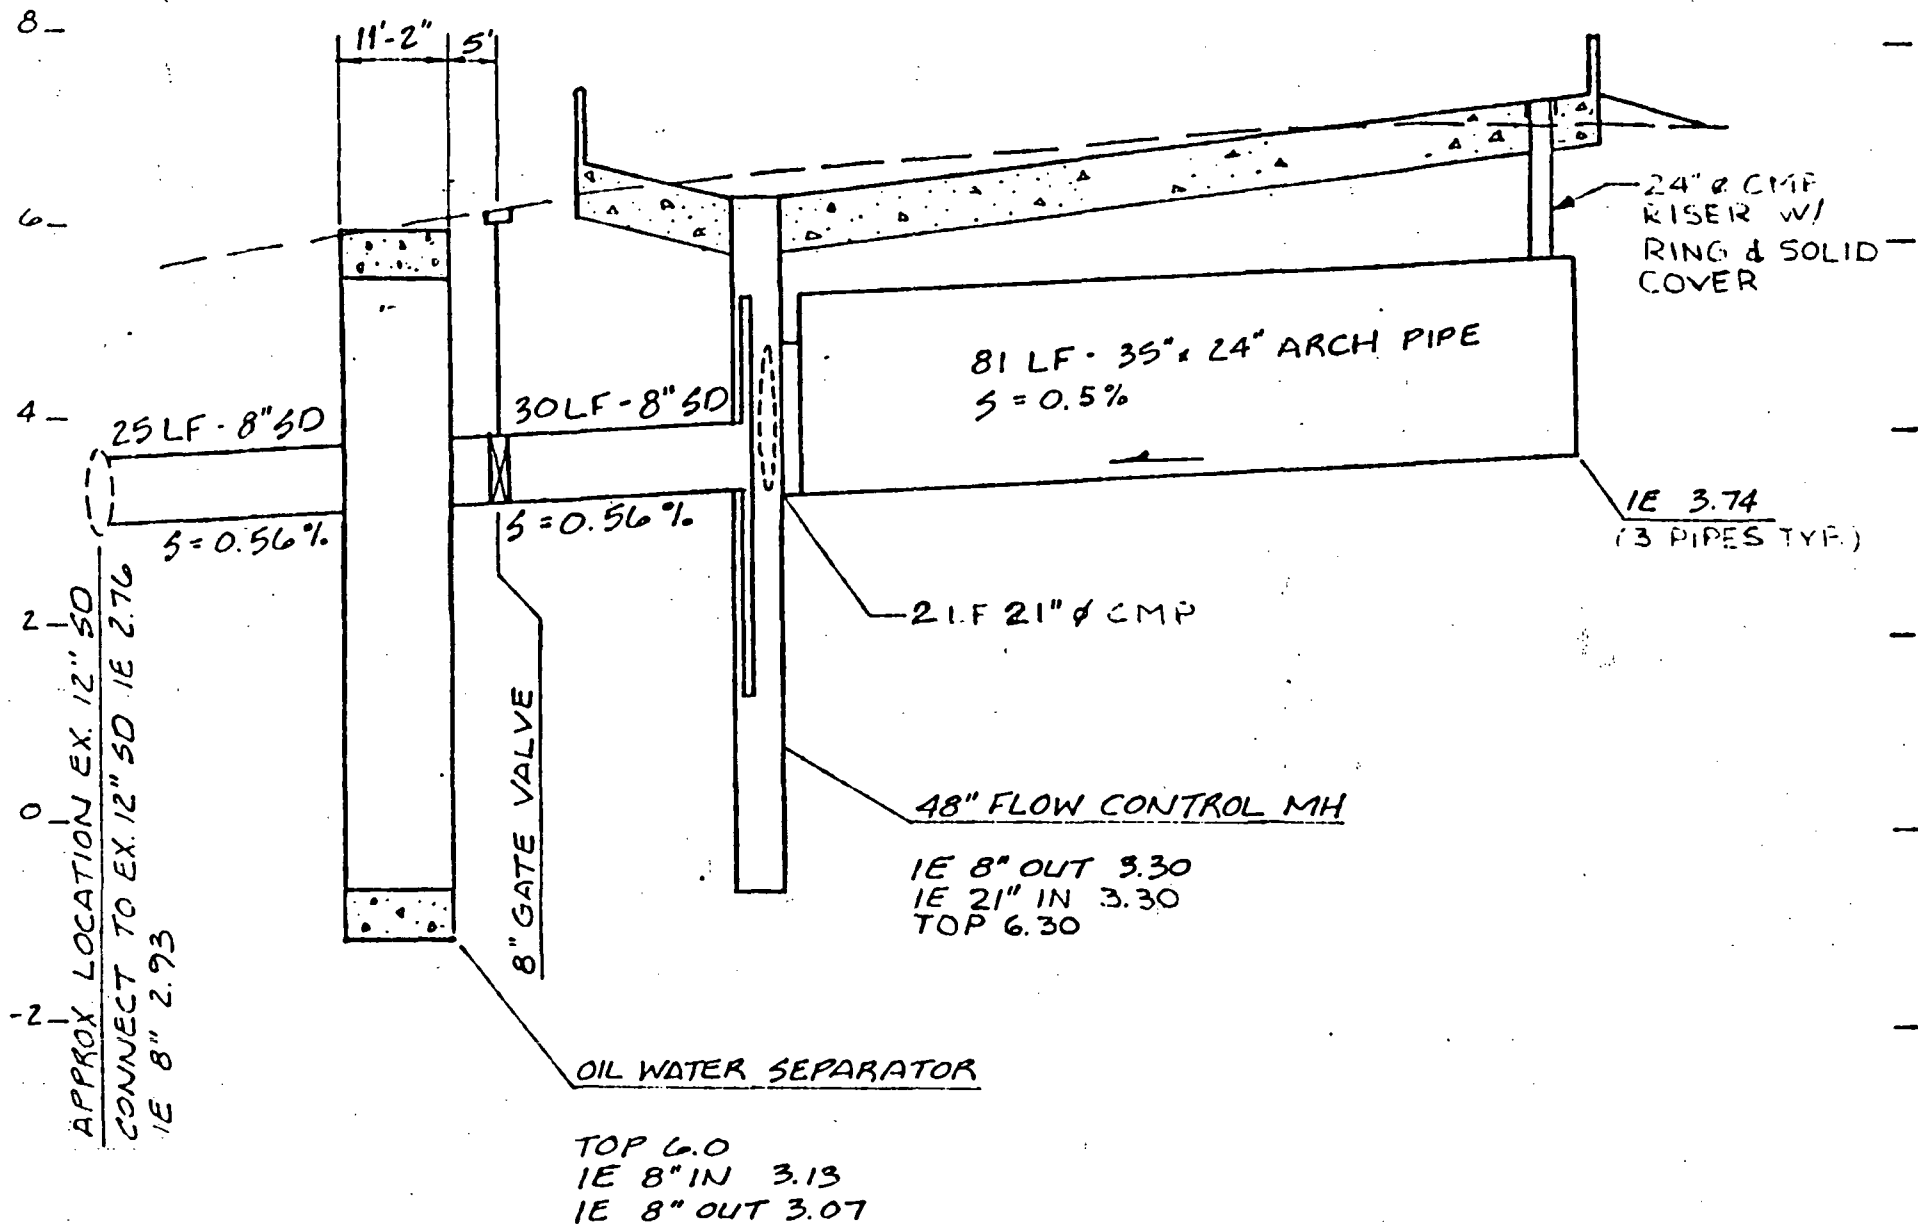 8
11'-2"
5'
6
24" ø CMP
RISER W/
RING & SOLID
COVER
81 LF - 35" x 24" ARCH PIPE
S = 0.5%
4
25 LF - 8" SD
30 LF - 8" SD
S = 0.56%
S = 0.56%
IE 3.74
(3 PIPES TYP.)
2
2 LF 21" ø CMP
8" GATE VALVE
0
48" FLOW CONTROL MH
IE 8" OUT 3.30
IE 21" IN 3.30
TOP 6.30
APPROX LOCATION EX. 12" SD
CONNECT TO EX. 12" SD IE 2.76
IE 8" 2.93
-2
OIL WATER SEPARATOR
TOP 6.0
IE 8" IN 3.13
IE 8" OUT 3.07